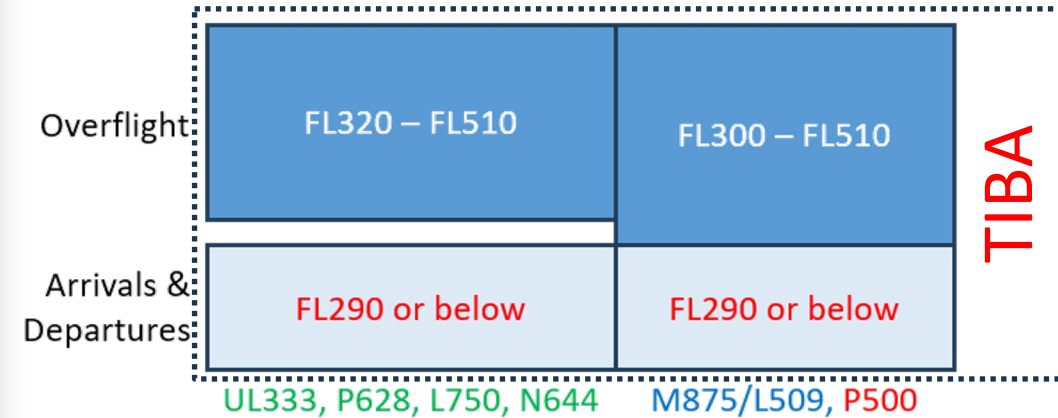 Overflight
FL320 – FL510
FL300 – FL510
TIBA
Arrivals &
Departures
FL290 or below
FL290 or below
UL333, P628, L750, N644
M875/L509, P500